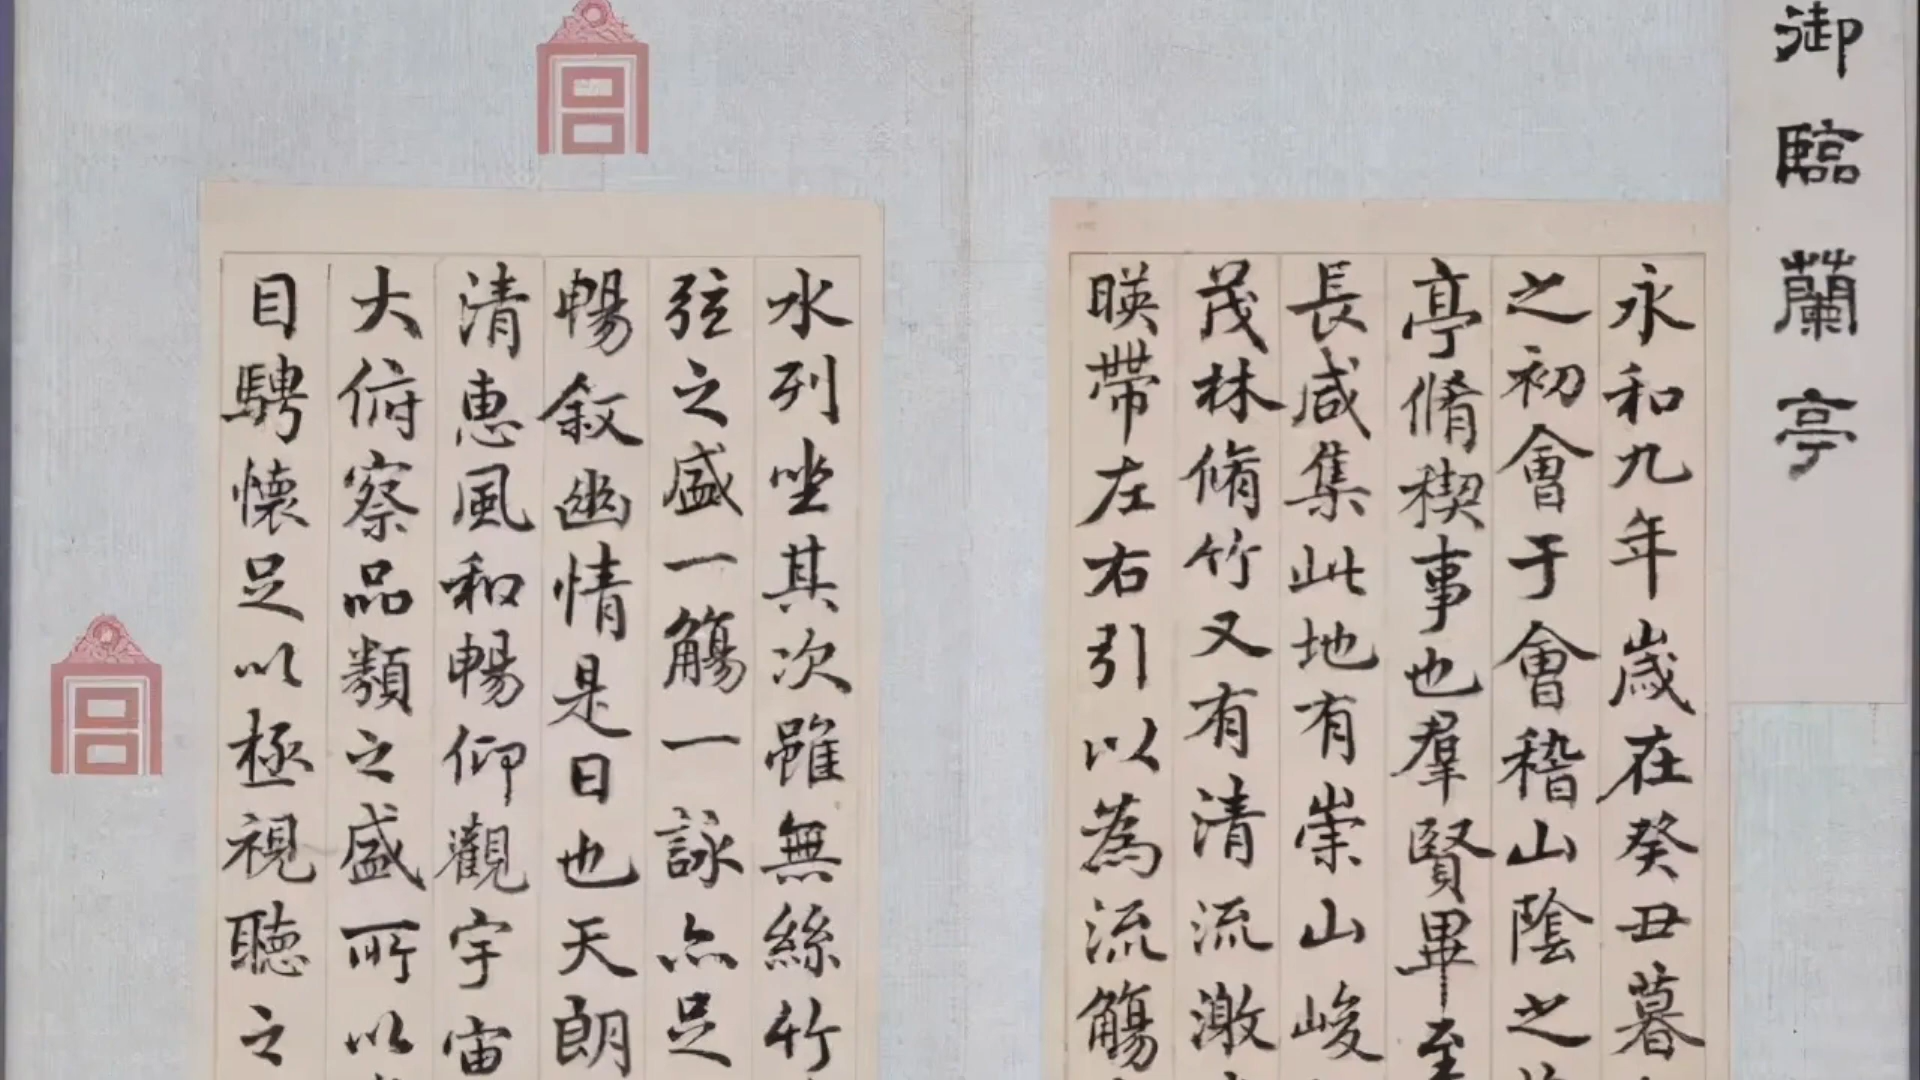 御臨蘭亭
永和九年歲在癸丑暮
之初會于會稽山陰之
亭脩稧事也羣賢畢至
長咸集此地有崇山峻
茂林脩竹又有清流激
暎帶左右引以為流觴
水列坐其次雖無絲竹
弦之盛一觴一詠亦足
暢敘幽情是日也天朗
清惠風和暢仰觀宇宙
大俯察品類之盛所以
目騁懷足以極視聽之